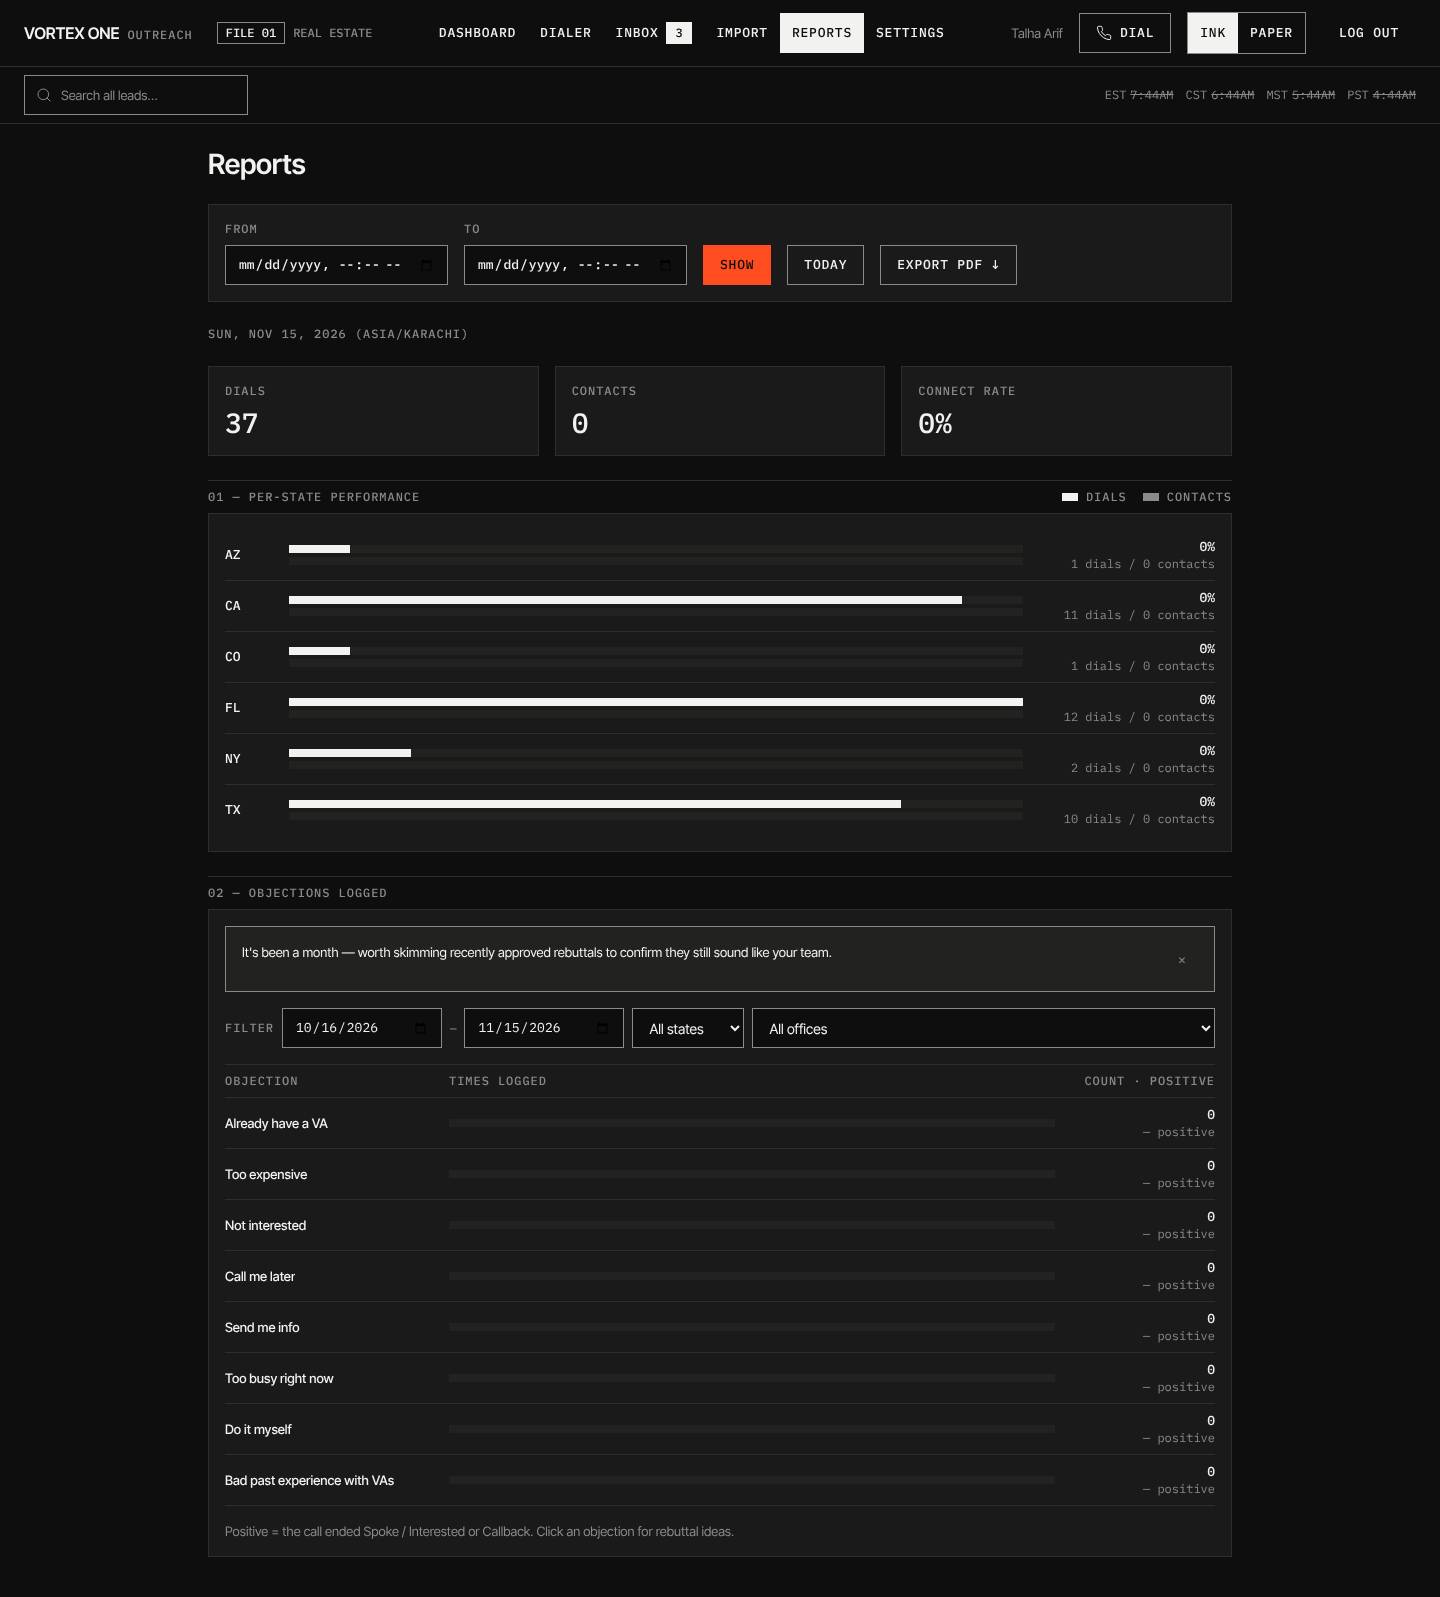 VORTEX ONE OUTREACH FILE 01 REAL ESTATE DASHBOARD DIALER INBOX 3 IMPORT REPORTS SETTINGS Talha Arif DIAL INK PAPER LOG OUT
Search all leads... EST 7:44AM CST 6:44AM MST 5:44AM PST 4:44AM
Reports
FROM TO
mm/dd/yyyy, --:-- -- mm/dd/yyyy, --:-- -- SHOW TODAY EXPORT PDF ↓
SUN, NOV 15, 2026 (ASIA/KARACHI)
DIALS CONTACTS CONNECT RATE
37 0 0%
01 — PER-STATE PERFORMANCE DIALS CONTACTS
AZ 0%
1 dials / 0 contacts
CA 0%
11 dials / 0 contacts
CO 0%
1 dials / 0 contacts
FL 0%
12 dials / 0 contacts
NY 0%
2 dials / 0 contacts
TX 0%
10 dials / 0 contacts
02 — OBJECTIONS LOGGED
It's been a month — worth skimming recently approved rebuttals to confirm they still sound like your team. ×
FILTER 10/16/2026 – 11/15/2026 All states All offices
OBJECTION TIMES LOGGED COUNT · POSITIVE
Already have a VA 0
— positive
Too expensive 0
— positive
Not interested 0
— positive
Call me later 0
— positive
Send me info 0
— positive
Too busy right now 0
— positive
Do it myself 0
— positive
Bad past experience with VAs 0
— positive
Positive = the call ended Spoke / Interested or Callback. Click an objection for rebuttal ideas.